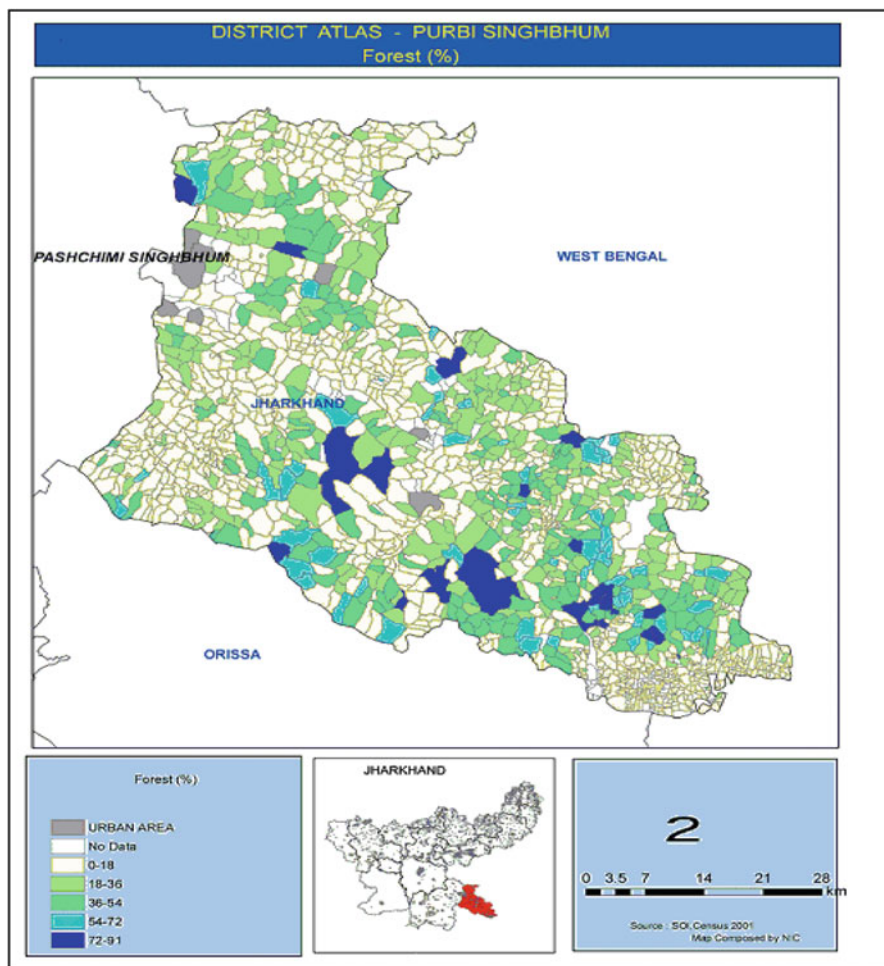 DISTRICT ATLAS - PURBI SINGHBHUM
Forest (%)
PASHCHIMI SINGHBHUM
WEST BENGAL
JHARKHAND
ORISSA
Forest (%)
URBAN AREA
No Data
0-18
18-36
36-54
54-72
72-91
JHARKHAND
2
0 3.5 7 14 21 28
km
Source : SOI,Census 2001
Map Composed by NIC